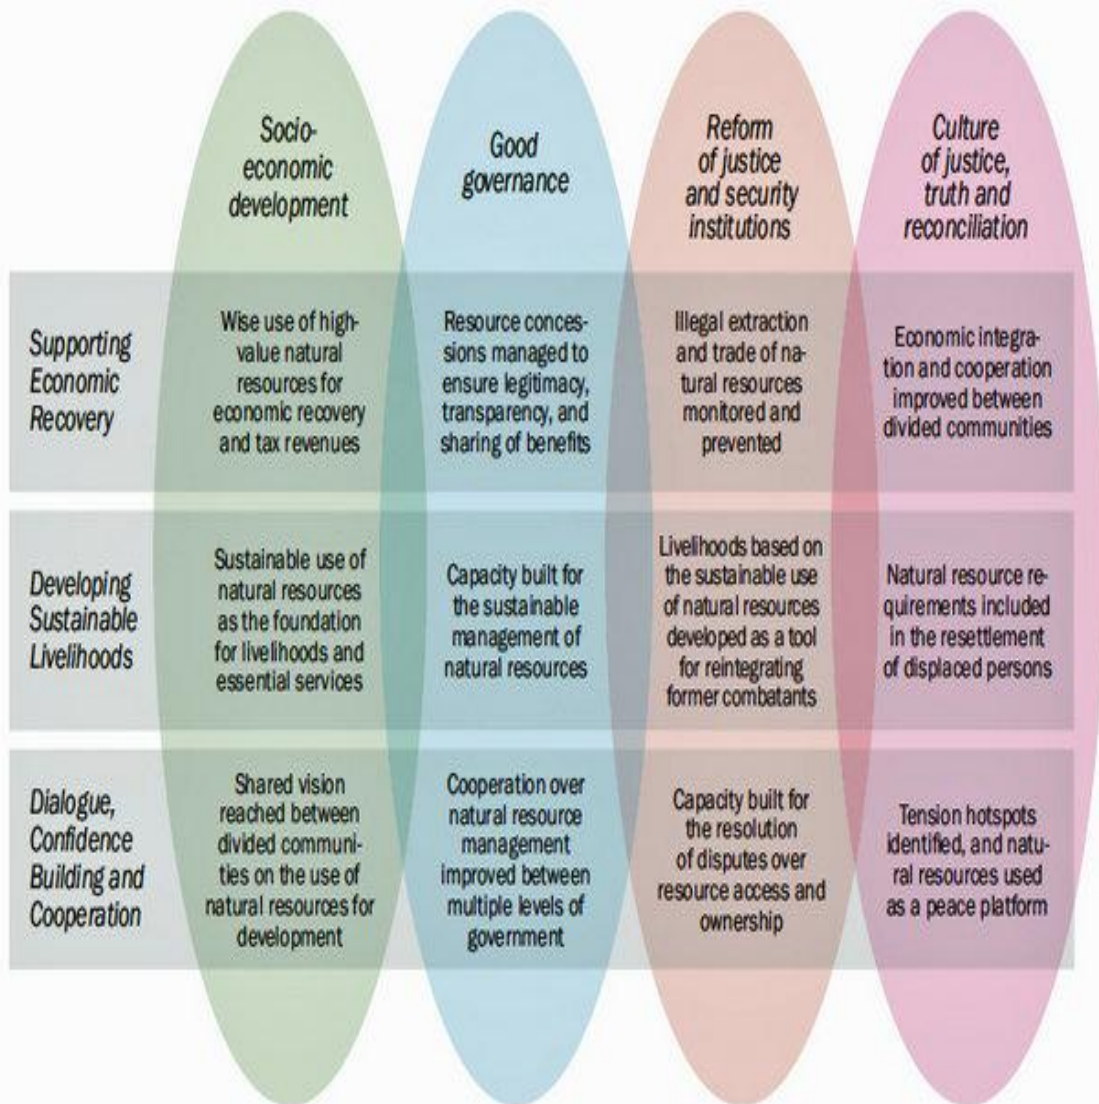 Socio-
economic
development
Good
governance
Reform
of justice
and security
institutions
Culture
of justice,
truth and
reconciliation
Supporting
Economic
Recovery
Wise use of high-
value natural
resources for
economic recovery
and tax revenues
Resource conces-
sions managed to
ensure legitimacy,
transparency, and
sharing of benefits
Illegal extraction
and trade of na-
tural resources
monitored and
prevented
Economic integra-
tion and cooperation
improved between
divided communities
Developing
Sustainable
Livelihoods
Sustainable use of
natural resources
as the foundation
for livelihoods and
essential services
Capacity built for
the sustainable
management of
natural resources
Livelihoods based on
the sustainable use
of natural resources
developed as a tool
for reintegrating
former combatants
Natural resource re-
quirements included
in the resettlement
of displaced persons
Dialogue,
Confidence
Building and
Cooperation
Shared vision
reached between
divided communi-
ties on the use of
natural resources for
development
Cooperation over
natural resource
management
improved between
multiple levels of
government
Capacity built for
the resolution
of disputes over
resource access and
ownership
Tension hotspots
identified, and natu-
ral resources used
as a peace platform